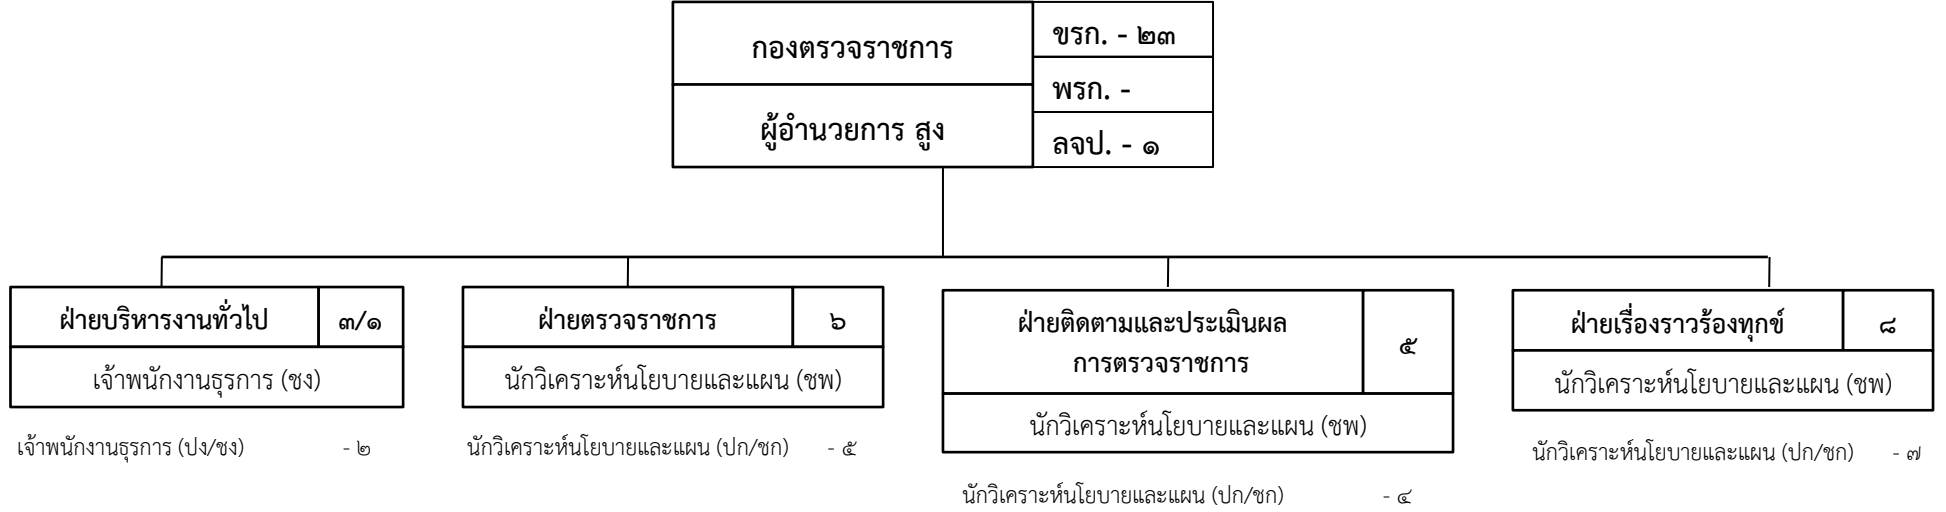 กองตรวจราชการ
ขรก. - ๒๓
พรก. -
ผู้อำนวยการ สูง
ลจป. - ๑
ฝ่ายบริหารงานทั่วไป
๓/๑
เจ้าพนักงานธุรการ (ชง)
เจ้าพนักงานธุรการ (ปง/ชง) - ๒
ฝ่ายตรวจราชการ
๖
นักวิเคราะห์นโยบายและแผน (ชพ)
นักวิเคราะห์นโยบายและแผน (ปก/ชก) - ๕
ฝ่ายติดตามและประเมินผล
การตรวจราชการ
๕
นักวิเคราะห์นโยบายและแผน (ชพ)
นักวิเคราะห์นโยบายและแผน (ปก/ชก) - ๔
ฝ่ายเรื่องราวร้องทุกข์
๘
นักวิเคราะห์นโยบายและแผน (ชพ)
นักวิเคราะห์นโยบายและแผน (ปก/ชก) - ๗